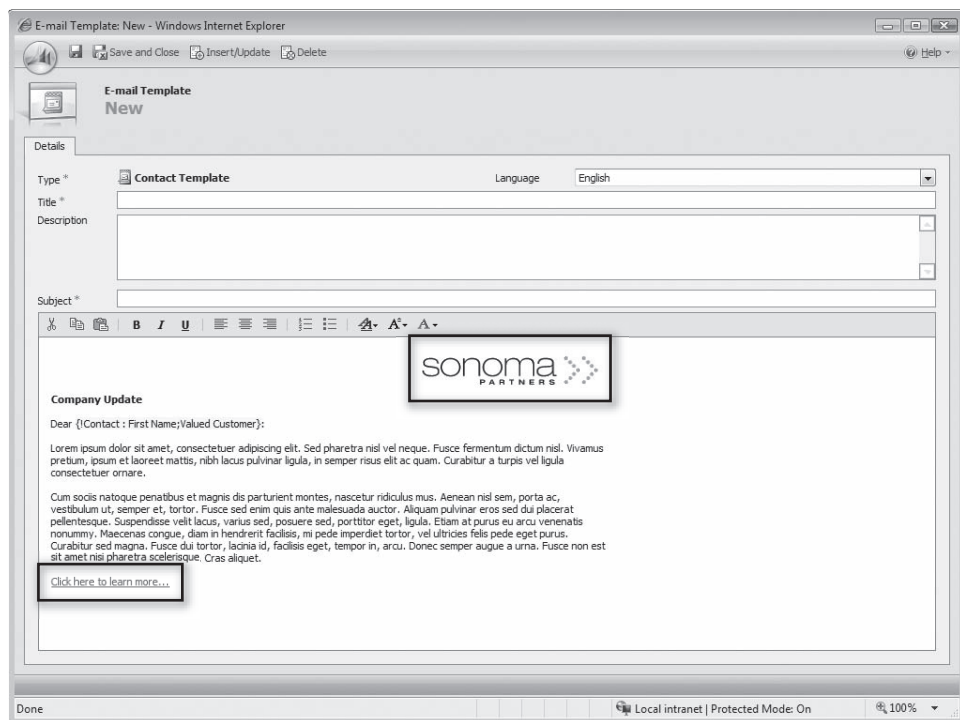 E-mail Template: New - Windows Internet Explorer
Save and Close Insert/Update Delete
Help
E-mail Template
New
Details
Type * Contact Template Language English
Title *
Description
Subject *
B I U A A A
sonoma
PARTNERS
Company Update
Dear {!Contact : First Name;Valued Customer}:
Lorem ipsum dolor sit amet, consectetuer adipiscing elit. Sed pharetra nisl vel neque. Fusce fermentum dictum nisl. Vivamus
pretium, ipsum et laoreet mattis, nibh lacus pulvinar ligula, in semper risus elit ac quam. Curabitur a turpis vel ligula
consectetuer ornare.
Cum sociis natoque penatibus et magnis dis parturient montes, nascetur ridiculus mus. Aenean nisl sem, porta ac,
vestibulum ut, semper et, tortor. Fusce sed enim quis ante malesuada auctor. Aliquam pulvinar eros sed dui placerat
pellentesque. Suspendisse velit lacus, varius sed, posuere sed, porttitor eget, ligula. Etiam at purus eu arcu venenatis
nonummy. Maecenas congue, diam in hendrerit facilisis, mi pede imperdiet tortor, vel ultricies felis pede eget purus.
Curabitur sed magna. Fusce dui tortor, lacinia id, facilisis eget, tempor in, arcu. Donec semper augue a urna. Fusce non est
sit amet nisi pharetra scelerisque. Cras aliquet.
Click here to learn more...
Done Local intranet | Protected Mode: On 100%